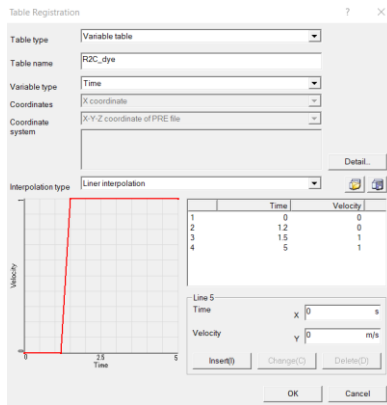 Table Registration ? ×
Table type Variable table
Table name R2C_dye
Variable type Time
Coordinates X coordinate
Coordinate system X-Y-Z coordinate of PRE file
Detail...
Interpolation type Liner interpolation
Velocity
1
0
0 2.5 5
Time
Time Velocity
1 0 0
2 1.2 0
3 1.5 1
4 5 1
Line 5
Time X 0 s
Velocity Y 0 m/s
Insert(I) Change(C) Delete(D)
OK Cancel